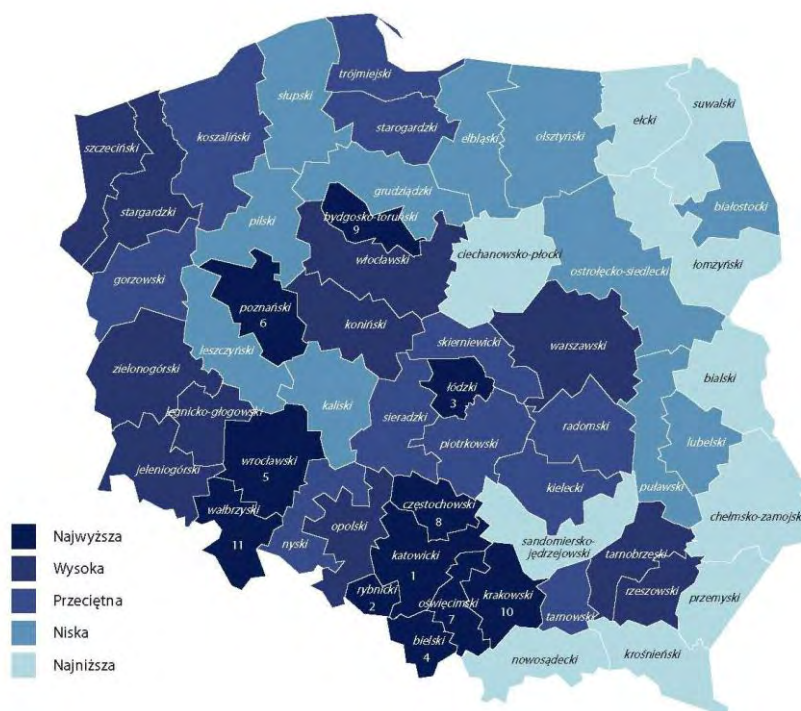 trójmiejski
słupski
suwalski
ełcki
koszaliński
starogardzki
elbląski
olsztyński
szczeciński
grudziądzki
białostocki
stargardzki
pilski
bydgosko-toruński
9
ciechanowsko-płocki
włocławski
ostrołęcko-siedlecki
łomżyński
gorzowski
poznański
6
koniński
skierniewicki
warszawski
leszczyński
bialski
zielonogórski
łódzki
3
legnicko-głogowski
kaliski
sieradzki
radomski
piotrkowski
lubelski
wrocławski
5
jeleniogórski
kielecki
puławski
częstochowski
8
wałbrzyski
11
opolski
chełmsko-zamojski
nyski
sandomiersko-
jędrzejowski
tarnobrzeski
katowicki
1
rybnicki
2
oświęcimski
7
krakowski
10
rzeszowski
przemyski
tarnowski
bielski
4
nowosądecki
krośnieński
Najwyższa
Wysoka
Przeciętna
Niska
Najniższa